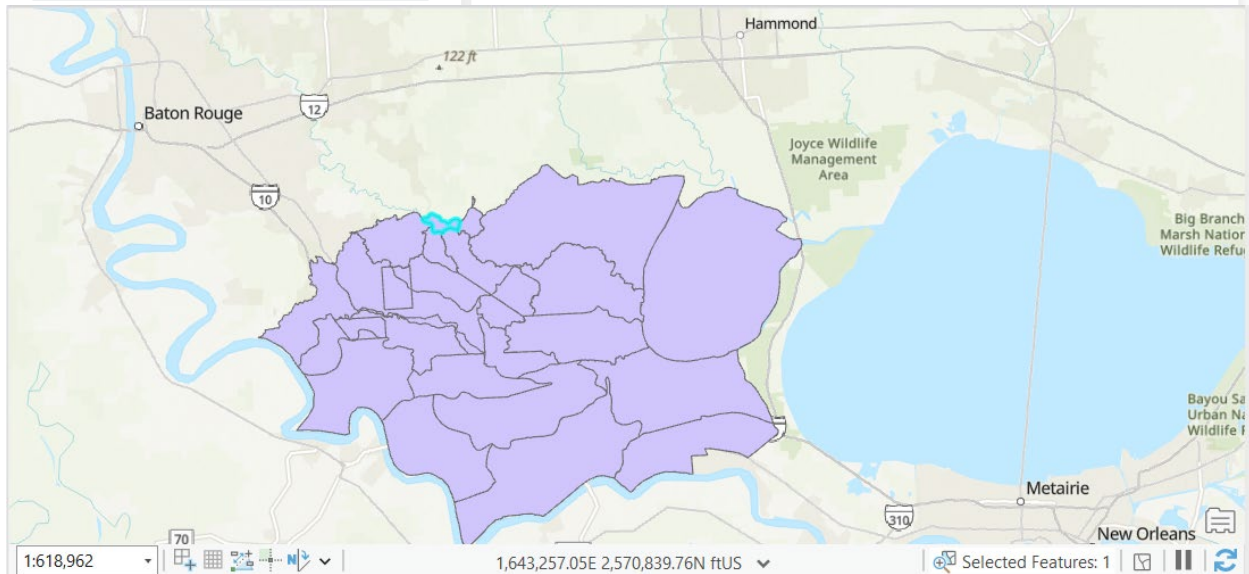 Hammond
122 ft
Baton Rouge
12
Joyce Wildlife
Management
Area
10
Big Branch
Marsh Nation
Wildlife Refu
Bayou Sa
Urban Na
Wildlife R
Metairie
310
New Orleans
70
1:618,962
N
1,643,257.05E 2,570,839.76N ftUS
Selected Features: 1